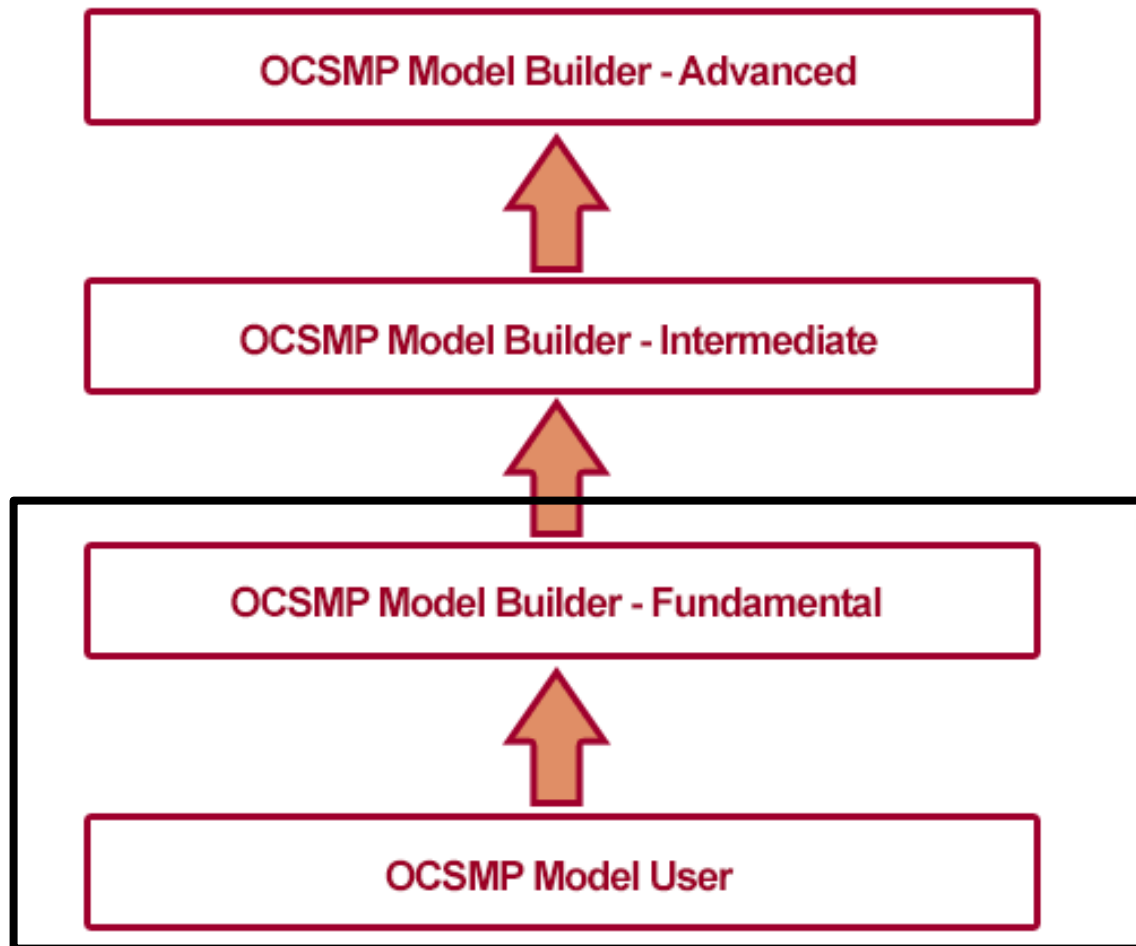 OCSMP Model Builder - Advanced
OCSMP Model Builder - Intermediate
OCSMP Model Builder - Fundamental
OCSMP Model User